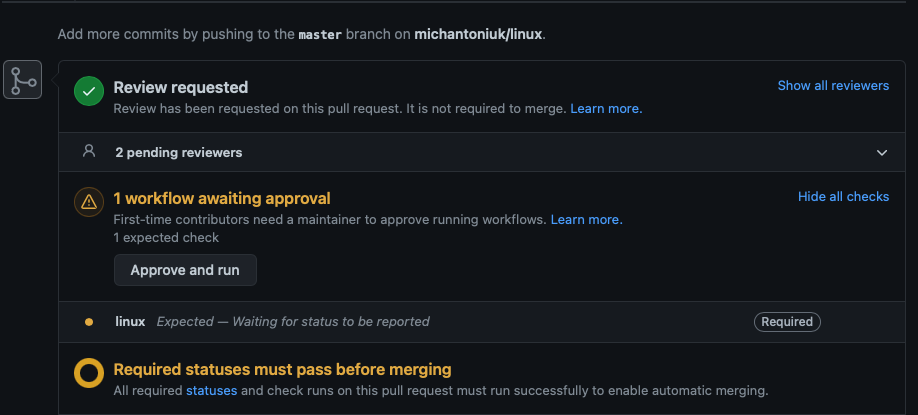 Add more commits by pushing to the master branch on michantoniuk/linux.
Review requested
Show all reviewers
Review has been requested on this pull request. It is not required to merge. Learn more.
2 pending reviewers
1 workflow awaiting approval
Hide all checks
First-time contributors need a maintainer to approve running workflows. Learn more.
1 expected check
Approve and run
linux Expected — Waiting for status to be reported
Required
Required statuses must pass before merging
All required statuses and check runs on this pull request must run successfully to enable automatic merging.